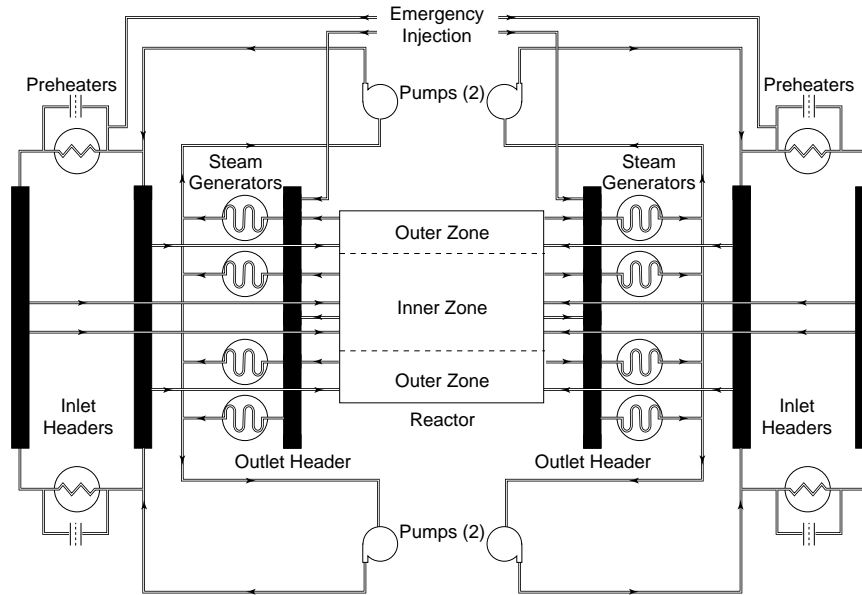 Emergency
Injection
Preheaters
Pumps (2)
Preheaters
Steam
Generators
Steam
Generators
Outer Zone
Inner Zone
Outer Zone
Reactor
Inlet
Headers
Outlet Header
Outlet Header
Inlet
Headers
Pumps (2)